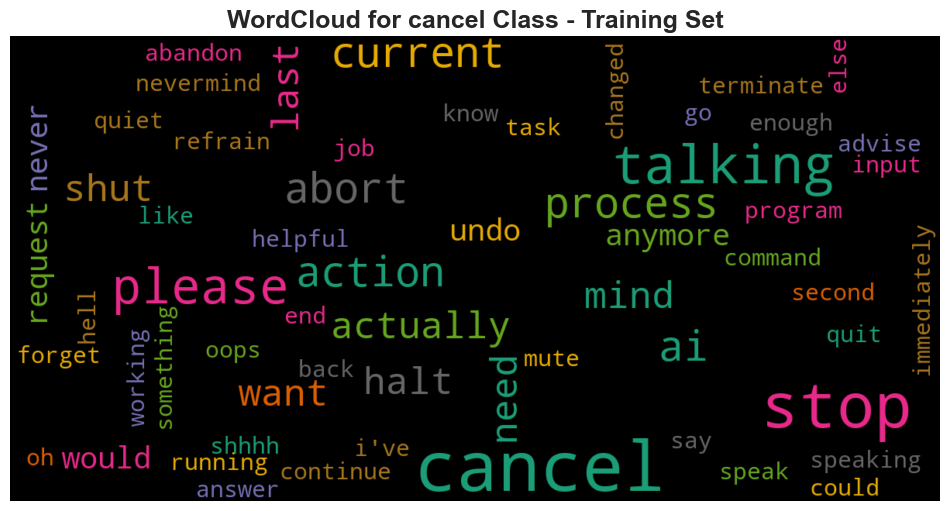 WordCloud for cancel Class - Training Set
abandon
last
current
changed
else
nevermind
terminate
never
quiet
know
task
go
enough
refrain
job
advise
talking
input
shut
abort
process
program
like
request
helpful
undo
anymore
command
immediately
please
action
mind
second
hell
end
actually
ai
quit
something
working
forget
oops
back
mute
want
halt
need
stop
oh
would
shhhh
i've
say
running
continue
cancel
speak
speaking
answer
could